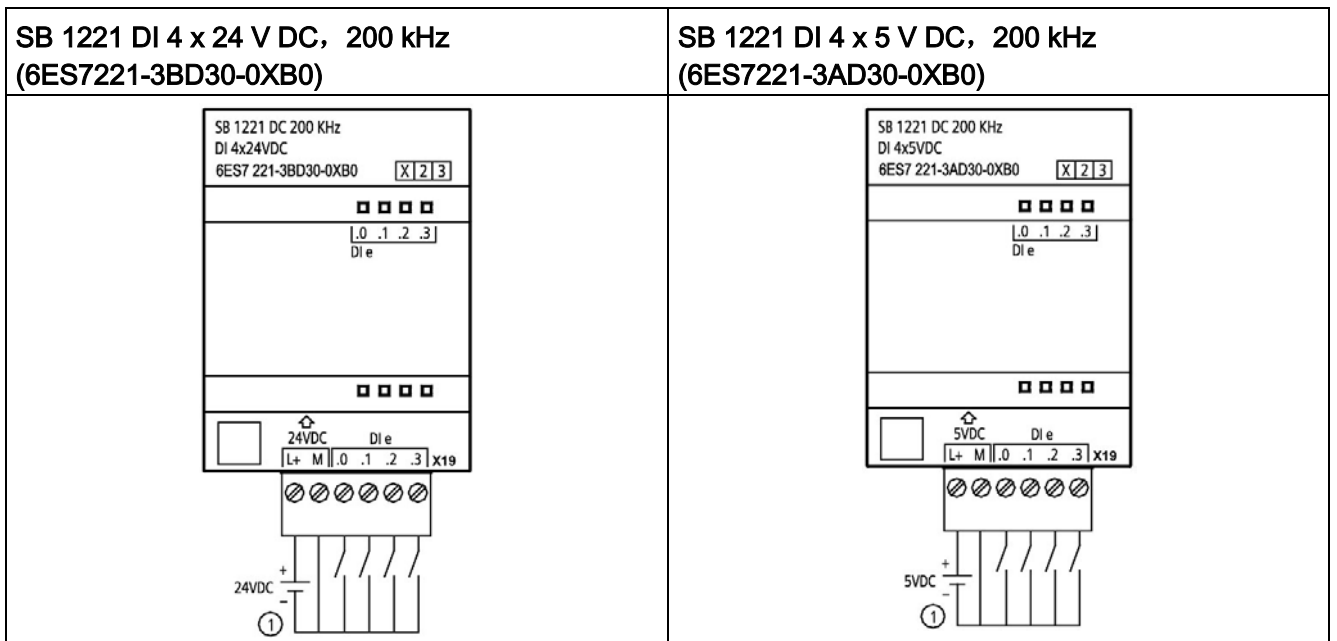 SB 1221 DI 4 x 24 V DC，200 kHz
(6ES7221-3BD30-0XB0)
SB 1221 DI 4 x 5 V DC，200 kHz
(6ES7221-3AD30-0XB0)
SB 1221 DC 200 KHz
DI 4x24VDC
6ES7 221-3BD30-0XB0 X 2 3
.0 .1 .2 .3
DI e
24VDC DI e
L+ M .0 .1 .2 .3 X19
+
24VDC
−
①
SB 1221 DC 200 KHz
DI 4x5VDC
6ES7 221-3AD30-0XB0 X 2 3
.0 .1 .2 .3
DI e
5VDC DI e
L+ M .0 .1 .2 .3 X19
+
5VDC
−
①